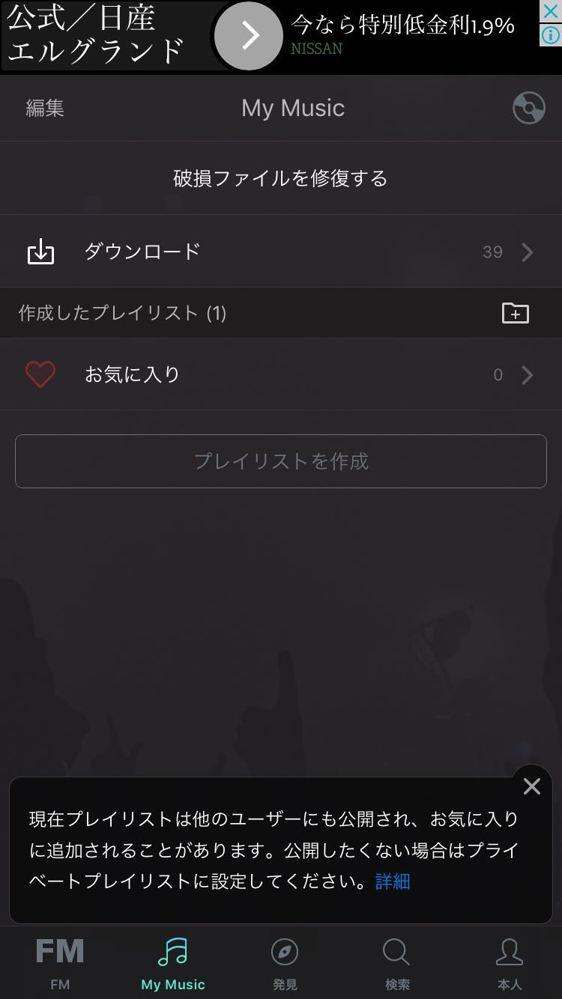 公式／日産
エルグランド
今なら特別低金利1.9%
NISSAN
編集
My Music
破損ファイルを修復する
ダウンロード
39
作成したプレイリスト (1)
お気に入り
0
プレイリストを作成
現在プレイリストは他のユーザーにも公開され、お気に入り
に追加されることがあります。公開したくない場合はプライ
ベートプレイリストに設定してください。詳細
FM
FM
My Music
発見
検索
本人